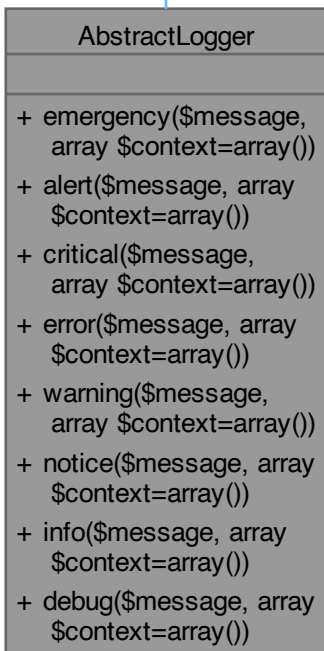 AbstractLogger
+ emergency($message,
array $context=array())
+ alert($message, array
$context=array())
+ critical($message,
array $context=array())
+ error($message, array
$context=array())
+ warning($message,
array $context=array())
+ notice($message, array
$context=array())
+ info($message, array
$context=array())
+ debug($message, array
$context=array())